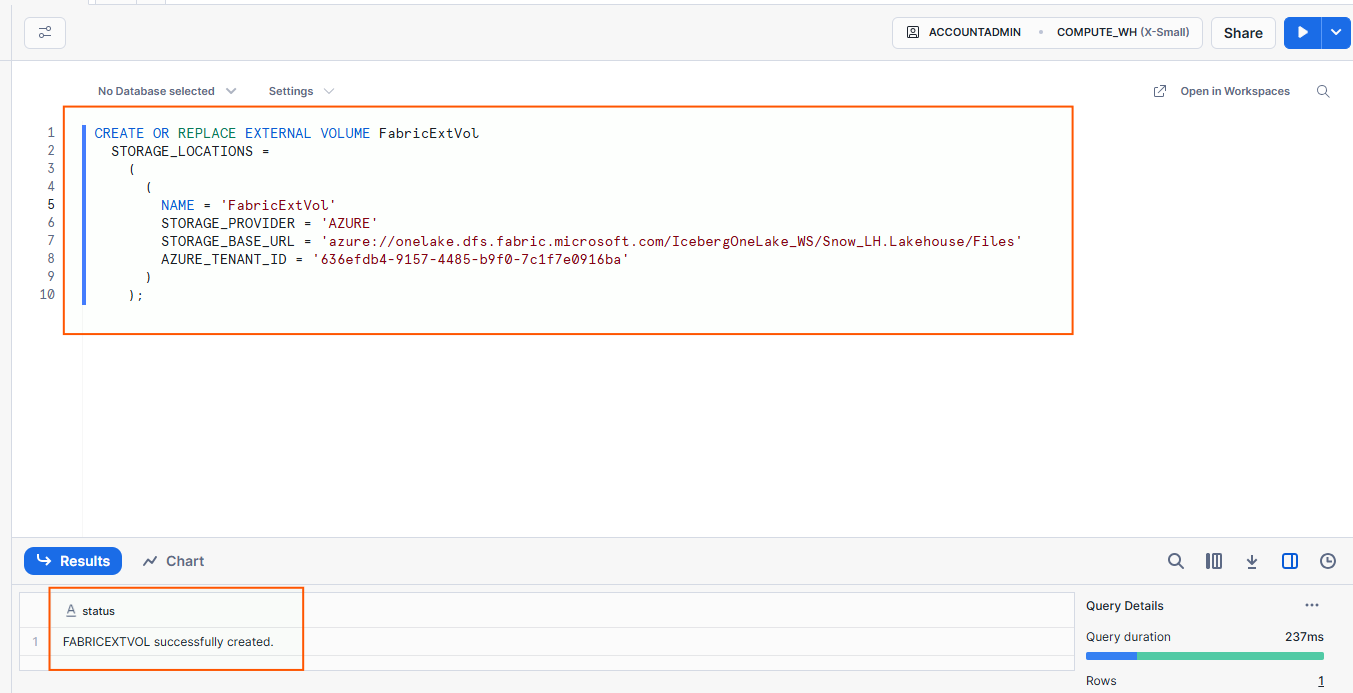 ACCOUNTADMIN • COMPUTE_WH (X-Small)
Share
No Database selected
Settings
Open in Workspaces
1 CREATE OR REPLACE EXTERNAL VOLUME FabricExtVol
2 STORAGE_LOCATIONS =
3 (
4 (
5 NAME = 'FabricExtVol'
6 STORAGE_PROVIDER = 'AZURE'
7 STORAGE_BASE_URL = 'azure://onelake.dfs.fabric.microsoft.com/IcebergOneLake_WS/Snow_LH.Lakehouse/Files'
8 AZURE_TENANT_ID = '636efdb4-9157-4485-b9f0-7c1f7e0916ba'
9 )
10 );
Results
Chart
A status
1 FABRICEXTVOL successfully created.
Query Details
Query duration 237ms
Rows 1